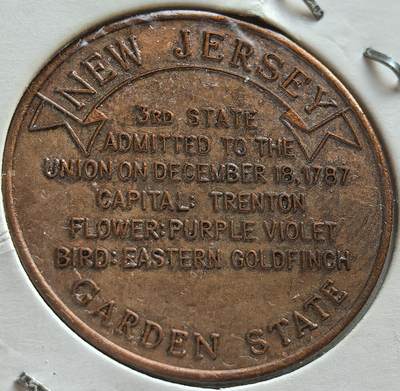 NEW JERSEY
3RD STATE
ADMITTED TO THE
UNION ON DECEMBER 18, 1787
CAPITAL: TRENTON
FLOWER: PURPLE VIOLET
BIRD: EASTERN GOLDFINCH
GARDEN STATE